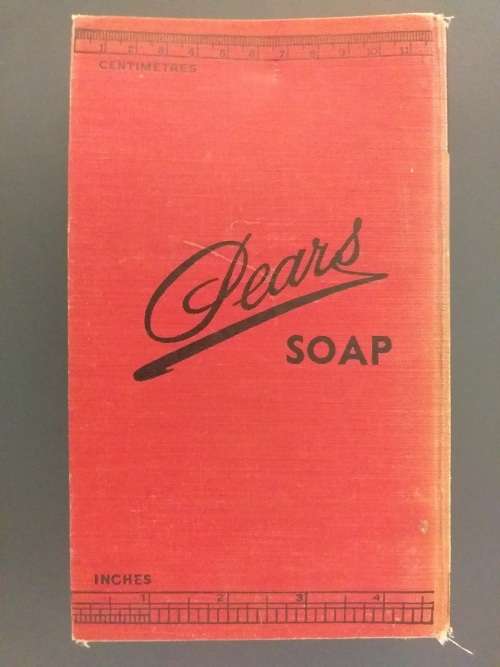 1 2 3 4 5 6 7 8 9 10 11
CENTIMETRES
Pears
SOAP
INCHES
1 2 3 4